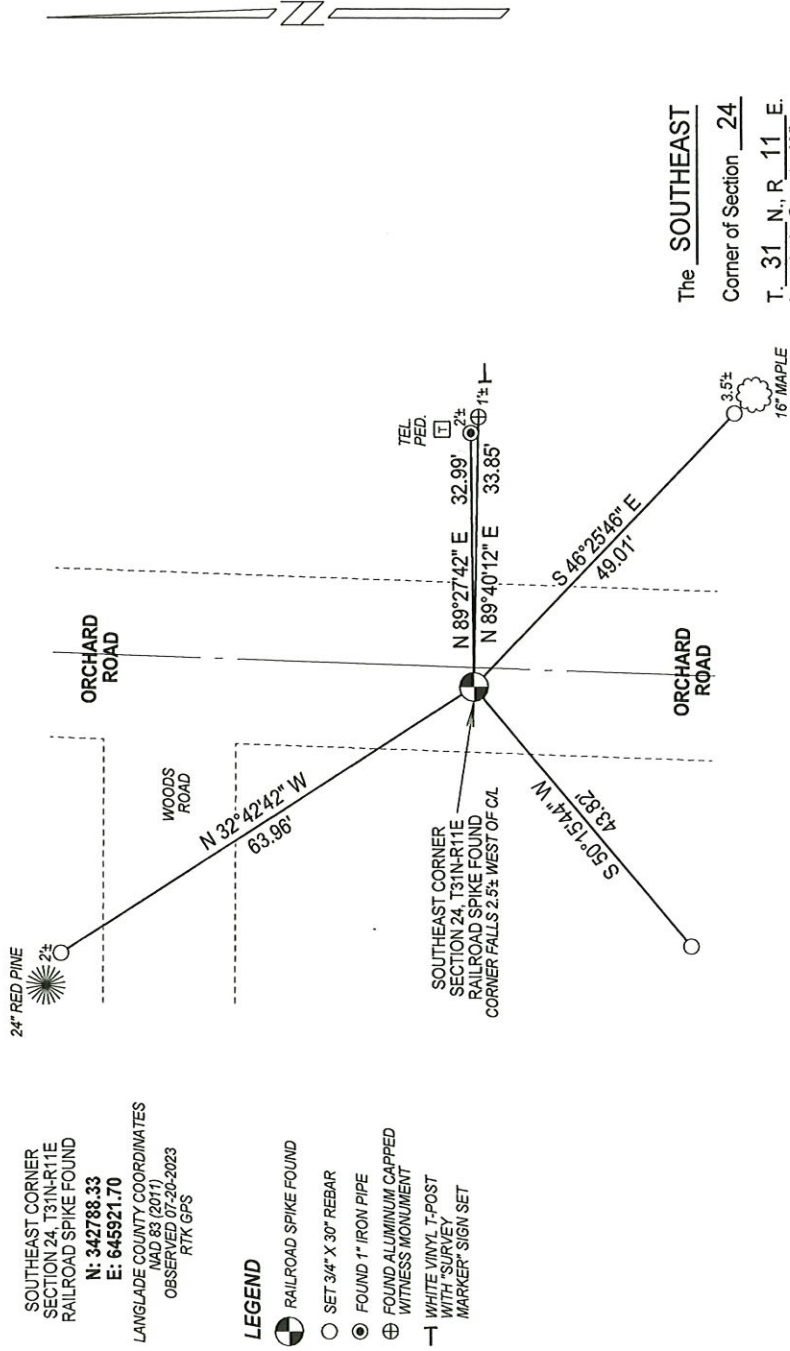 SOUTHEAST CORNER
SECTION 24, T31N-R11E
RAILROAD SPIKE FOUND
N: 342788.33
E: 645921.70
LANGLADE COUNTY COORDINATES
NAD 83 (2011)
OBSERVED 07-20-2023
RTK GPS
LEGEND
RAILROAD SPIKE FOUND
SET 3/4" X 30" REBAR
FOUND 1" IRON PIPE
FOUND ALUMINUM CAPPED
WITNESS MONUMENT
WHITE VINYL T-POST
WITH "SURVEY
MARKER" SIGN SET
24" RED PINE
2'±
WOODS
ROAD
ORCHARD
ROAD
N 32°42'42" W
63.96'
TEL.
PED.
T
2'±
1'±
N 89°27'42" E 32.99'
N 89°40'12" E 33.85'
SOUTHEAST CORNER
SECTION 24, T31N-R11E
RAILROAD SPIKE FOUND
CORNER FALLS 2.5'± WEST OF C/L
S 50°15'44" W
43.82'
S 46°25'46" E
49.01'
ORCHARD
ROAD
3.5'±
16" MAPLE
N
The SOUTHEAST
Corner of Section 24
T. 31 N., R 11 E.